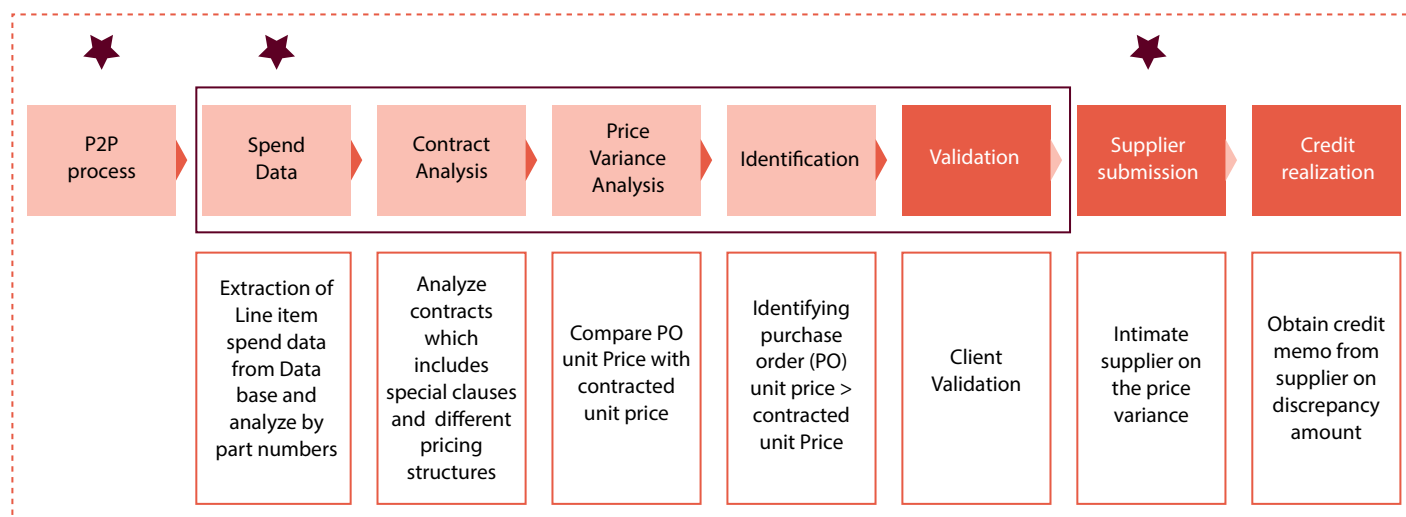 P2P
process
Spend
Data
Contract
Analysis
Price
Variance
Analysis
Identification
Validation
Supplier
submission
Credit
realization
Extraction of
Line item
spend data
from Data
base and
analyze by
part numbers
Analyze
contracts
which
includes
special clauses
and different
pricing
structures
Compare PO
unit Price with
contracted
unit price
Identifying
purchase
order (PO)
unit price >
contracted
unit Price
Client
Validation
Intimate
supplier on
the price
variance
Obtain credit
memo from
supplier on
discrepancy
amount